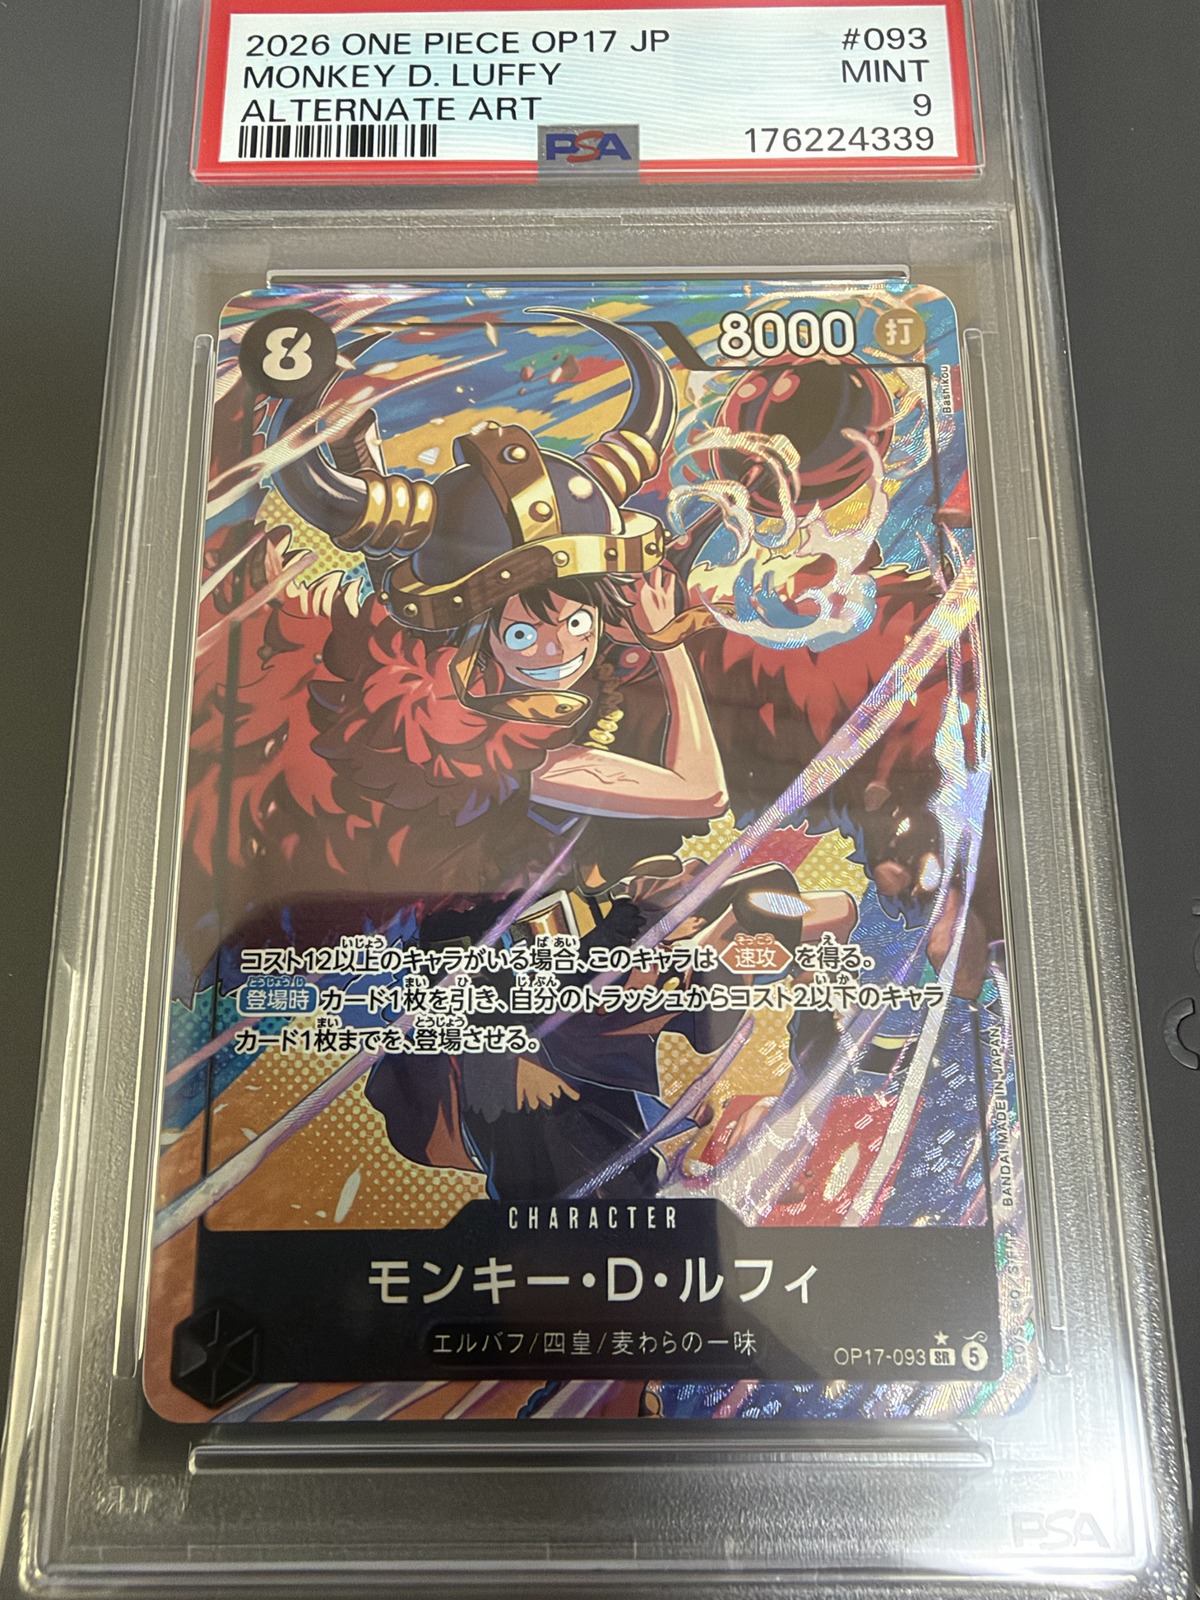 2026 ONE PIECE OP17 JP #093
MONKEY D. LUFFY MINT
ALTERNATE ART 9
PSA 176224339
8 8000 打
Bashikou
コスト12以上のキャラがいる場合、このキャラは 速攻 を得る。
登場時 カード1枚を引き、自分のトラッシュからコスト2以下のキャラ
カード1枚までを、登場させる。
BANDAI MADE IN JAPAN
CHARACTER
モンキー・D・ルフィ
エルバフ/四皇/麦わらの一味
OP17-093 SR 5
PSA